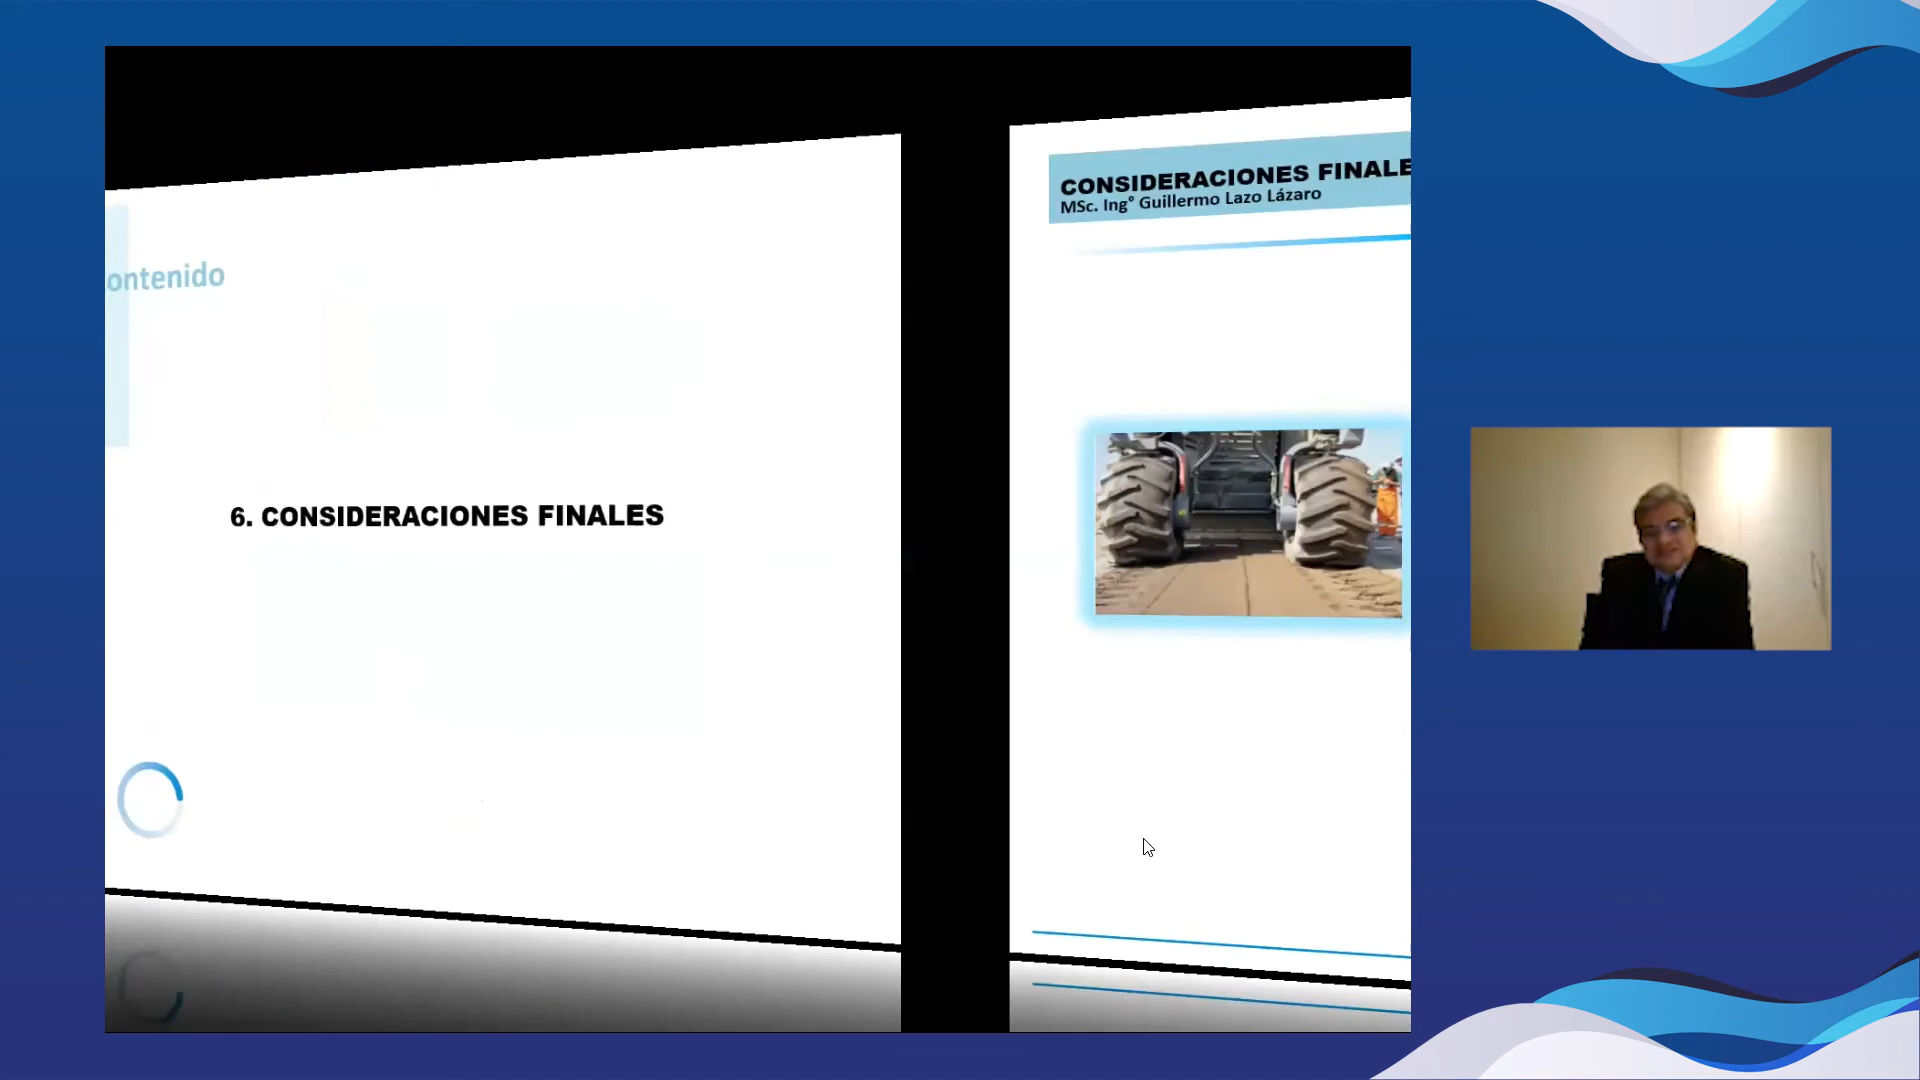 ontenido
6. CONSIDERACIONES FINALES
CONSIDERACIONES FINALE
MSc. Ing° Guillermo Lazo Lázaro